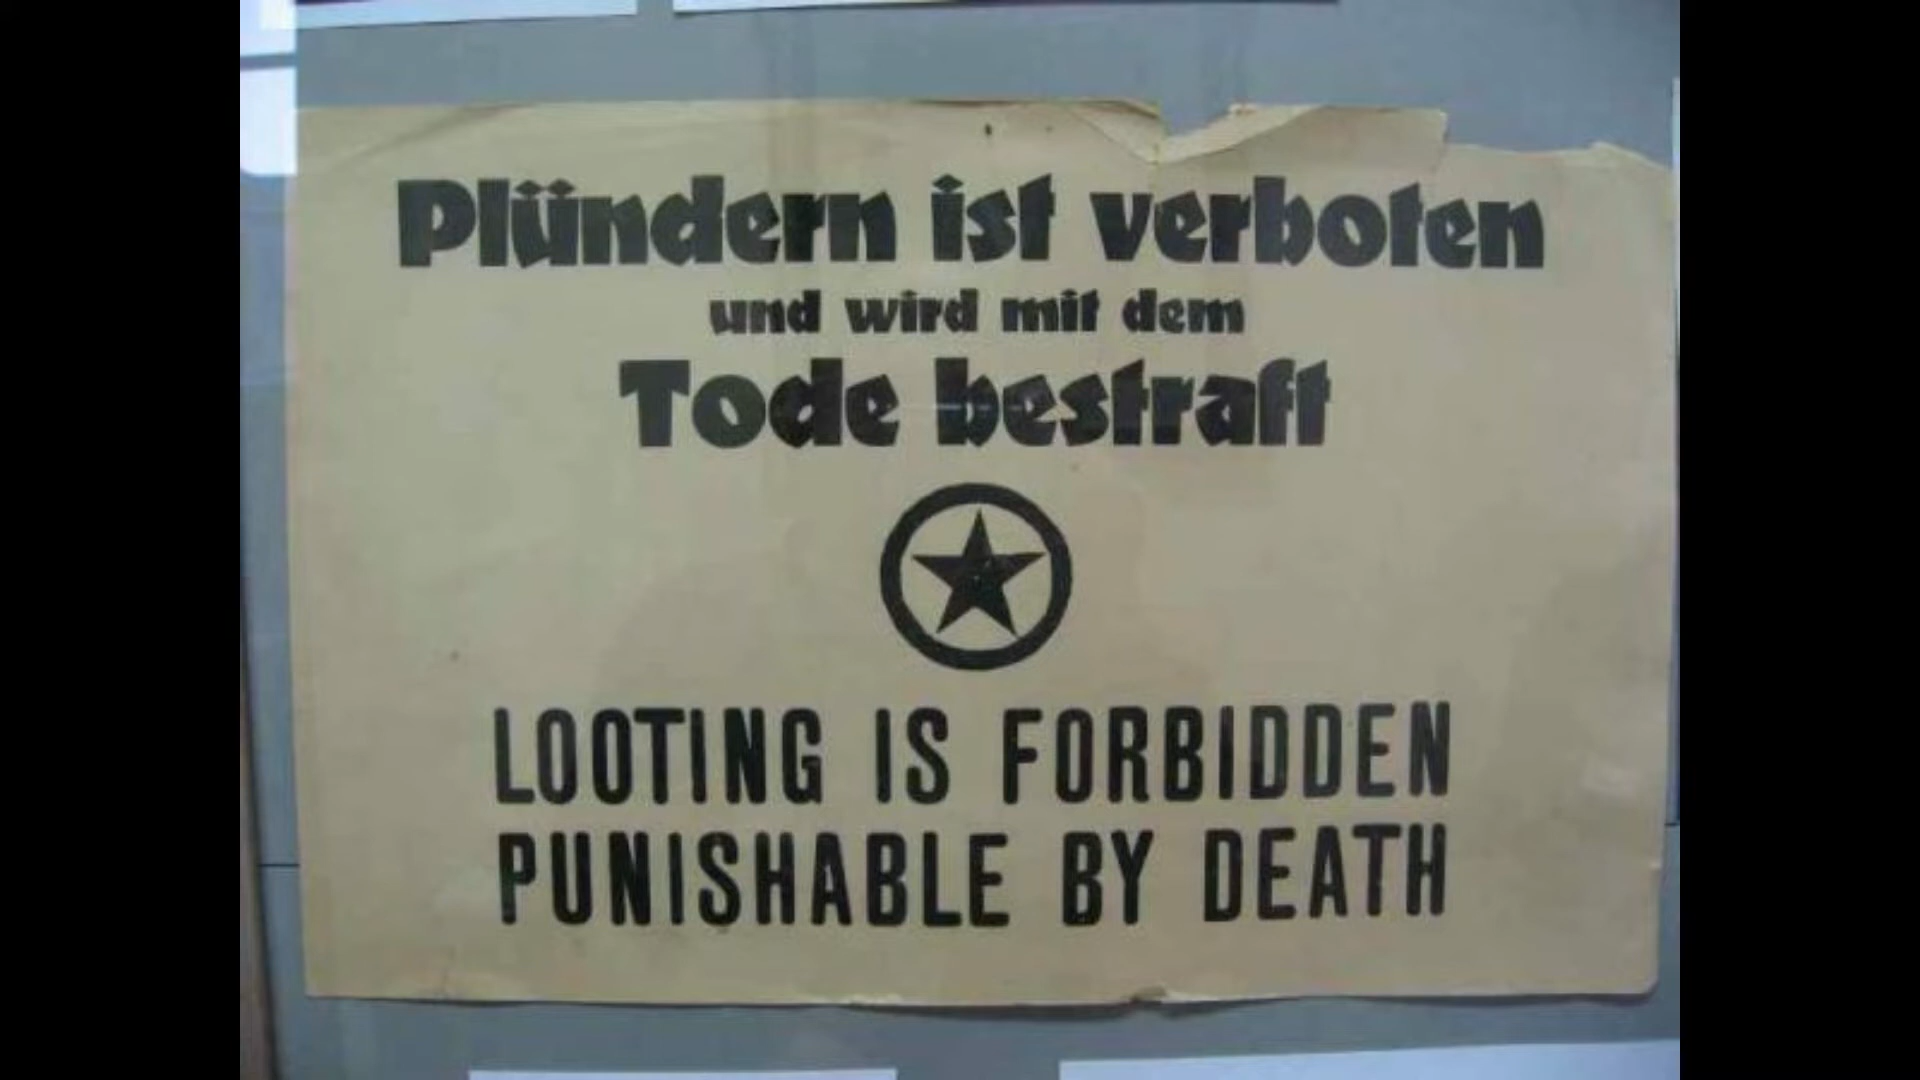 Plündern ist verboten
und wird mit dem
Tode bestraft
LOOTING IS FORBIDDEN
PUNISHABLE BY DEATH